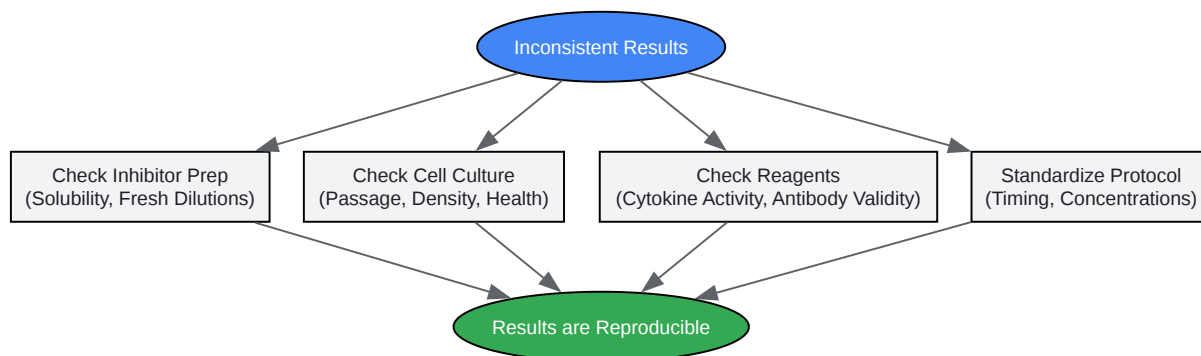 Inconsistent Results
Check Inhibitor Prep
(Solubility, Fresh Dilutions)
Check Cell Culture
(Passage, Density, Health)
Check Reagents
(Cytokine Activity, Antibody Validity)
Standardize Protocol
(Timing, Concentrations)
Results are Reproducible